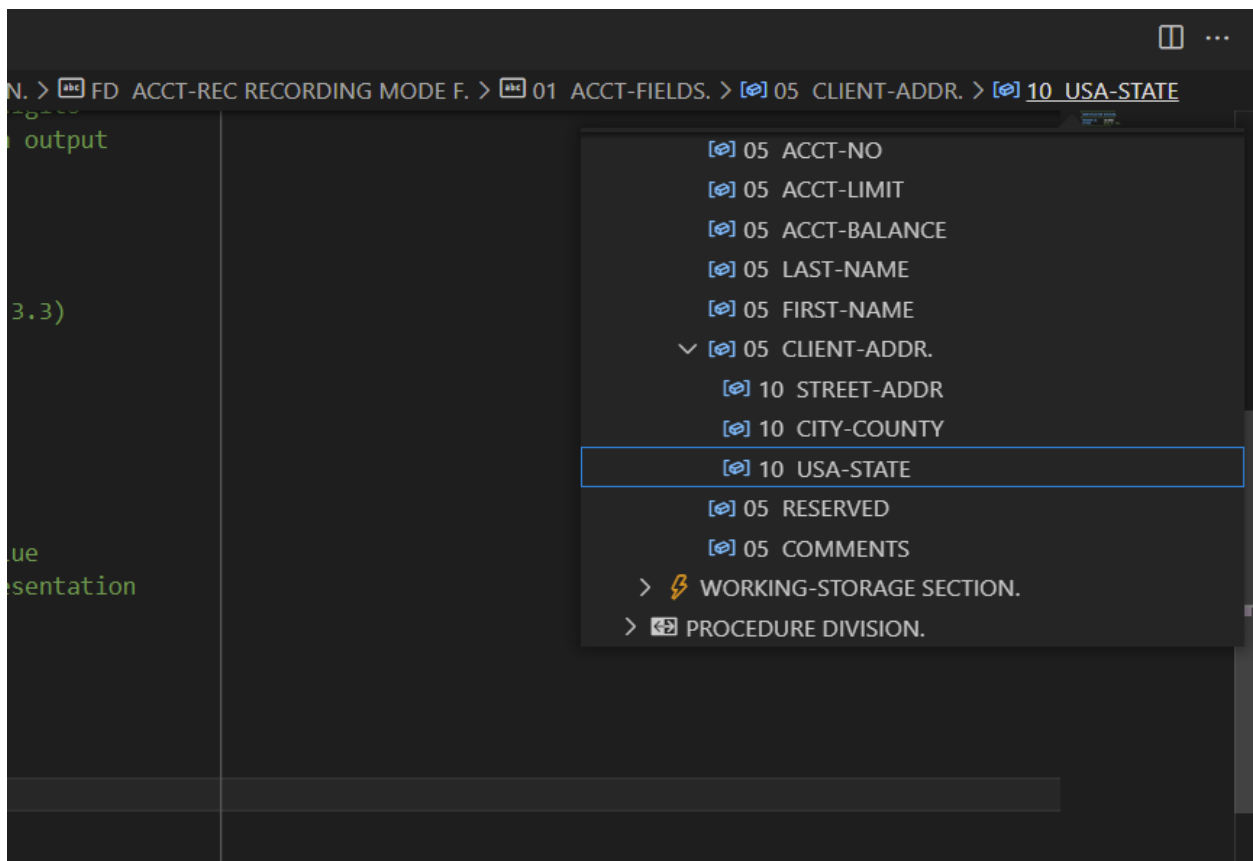 N. > FD ACCT-REC RECORDING MODE F. > 01 ACCT-FIELDS. > 05 CLIENT-ADDR. > 10 USA-STATE
output
05 ACCT-NO
05 ACCT-LIMIT
05 ACCT-BALANCE
05 LAST-NAME
3.3)
05 FIRST-NAME
05 CLIENT-ADDR.
10 STREET-ADDR
10 CITY-COUNTY
10 USA-STATE
05 RESERVED
lue
05 COMMENTS
esentation
WORKING-STORAGE SECTION.
PROCEDURE DIVISION.